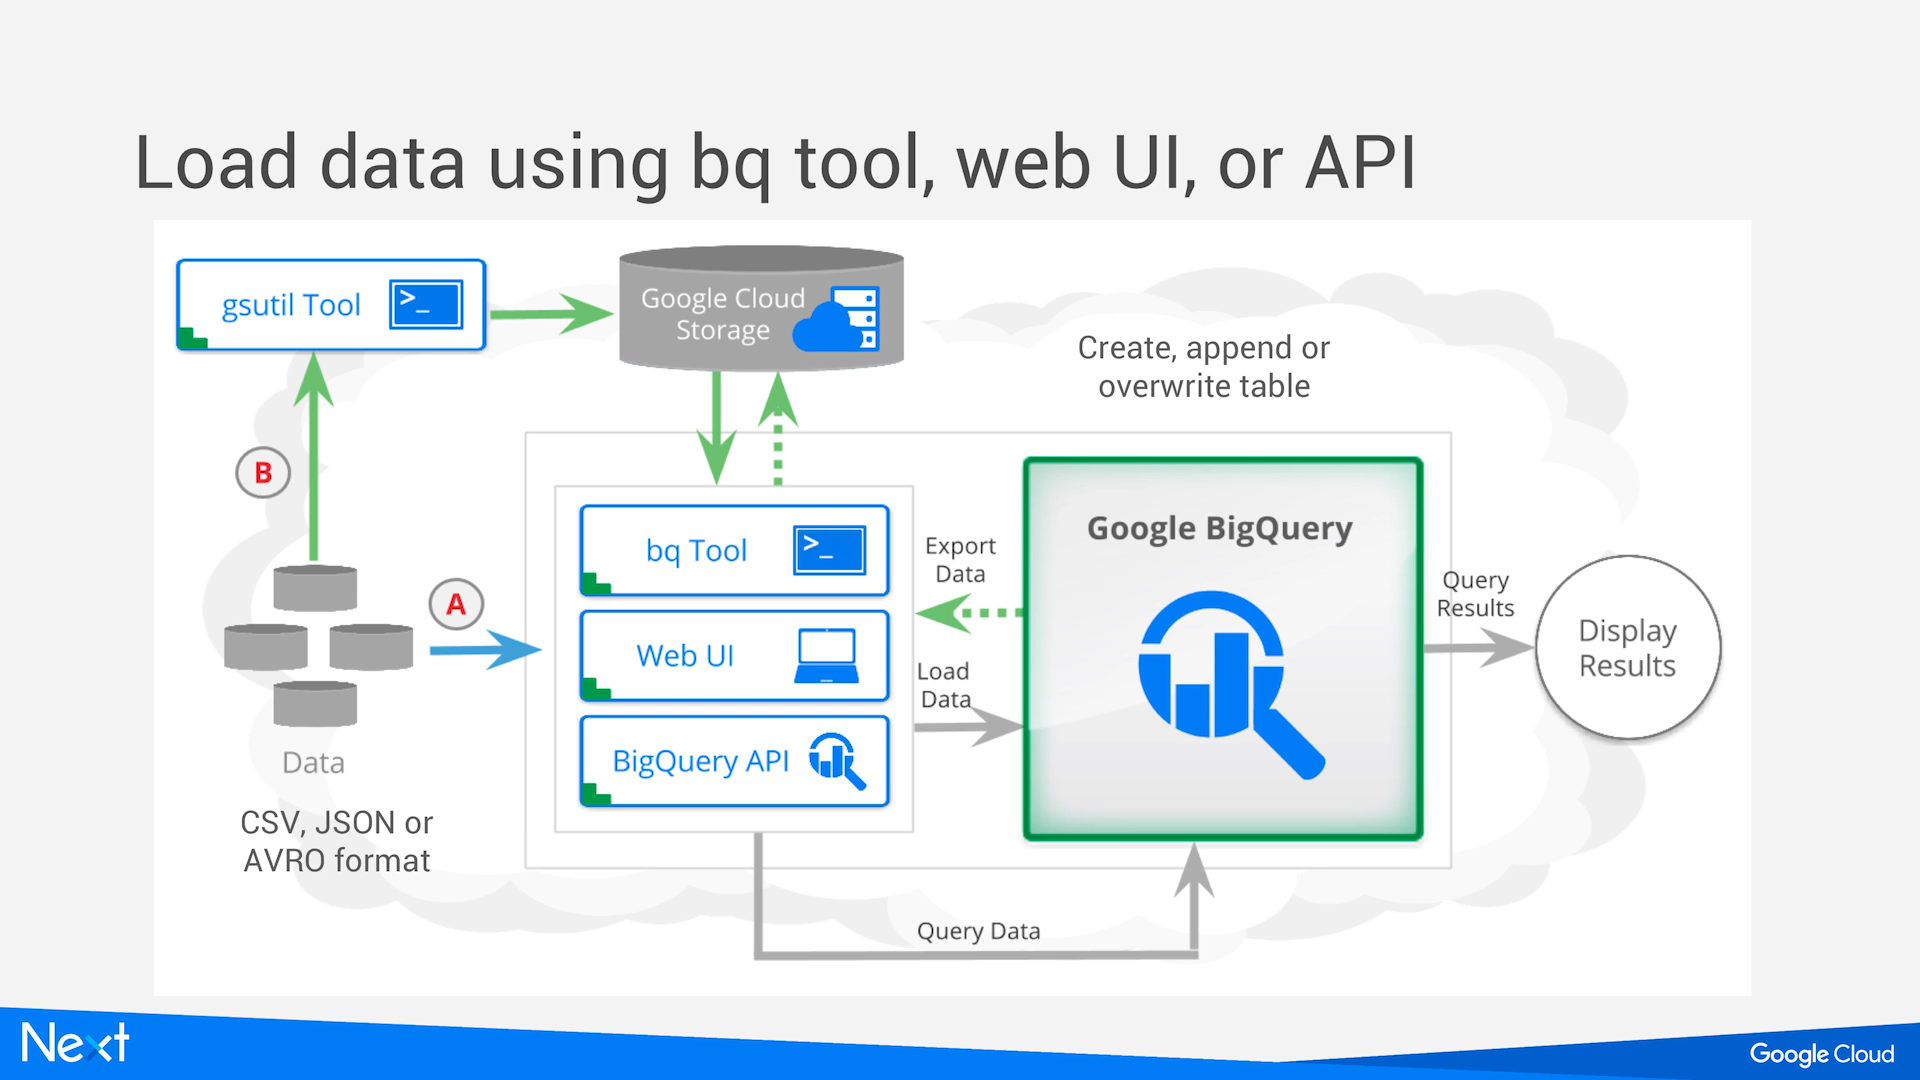 Load data using bq tool, web UI, or API
gsutil Tool
>_
Google Cloud
Storage
Create, append or
overwrite table
B
A
bq Tool
>_
Web UI
BigQuery API
Export
Data
Load
Data
Google BigQuery
Query
Results
Display
Results
Data
CSV, JSON or
AVRO format
Query Data
Next
Google Cloud